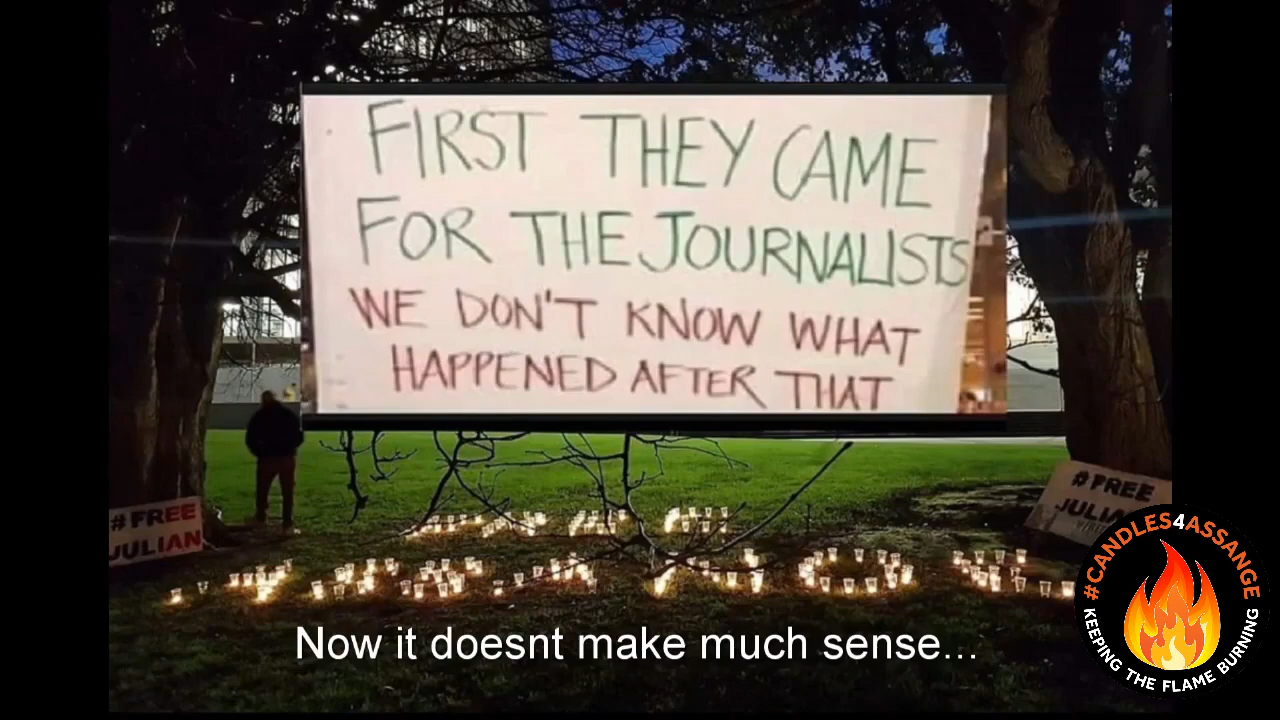 FIRST THEY CAME
FOR THE JOURNALISTS
WE DON'T KNOW WHAT
HAPPENED AFTER THAT
#FREE
JULIAN
#FREE
#CANDLES4ASSANGE
KEEPING THE FLAME BURNING
Now it doesnt make much sense...